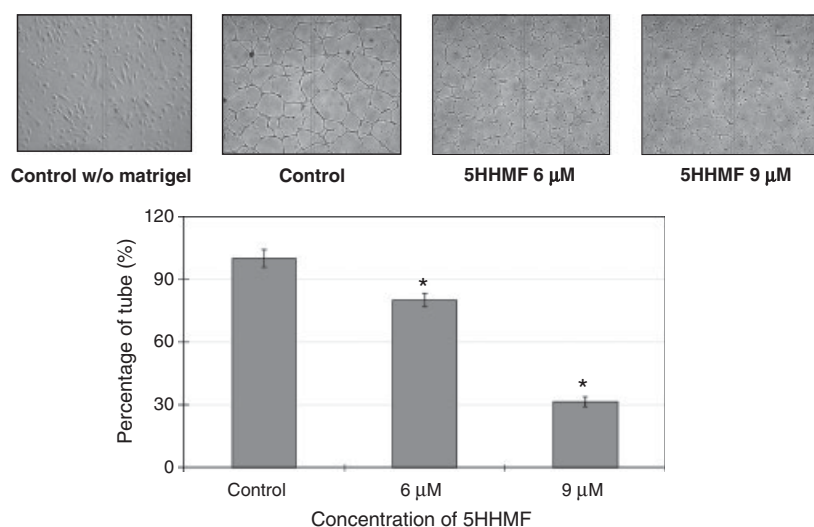 Control w/o matrigel
Control
5HHMF 6 μM
5HHMF 9 μM
Percentage of tube (%)
120
90
60
30
0
*
*
Control
6 μM
9 μM
Concentration of 5HHMF